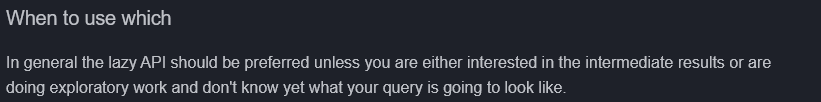 When to use which
In general the lazy API should be preferred unless you are either interested in the intermediate results or are
doing exploratory work and don't know yet what your query is going to look like.